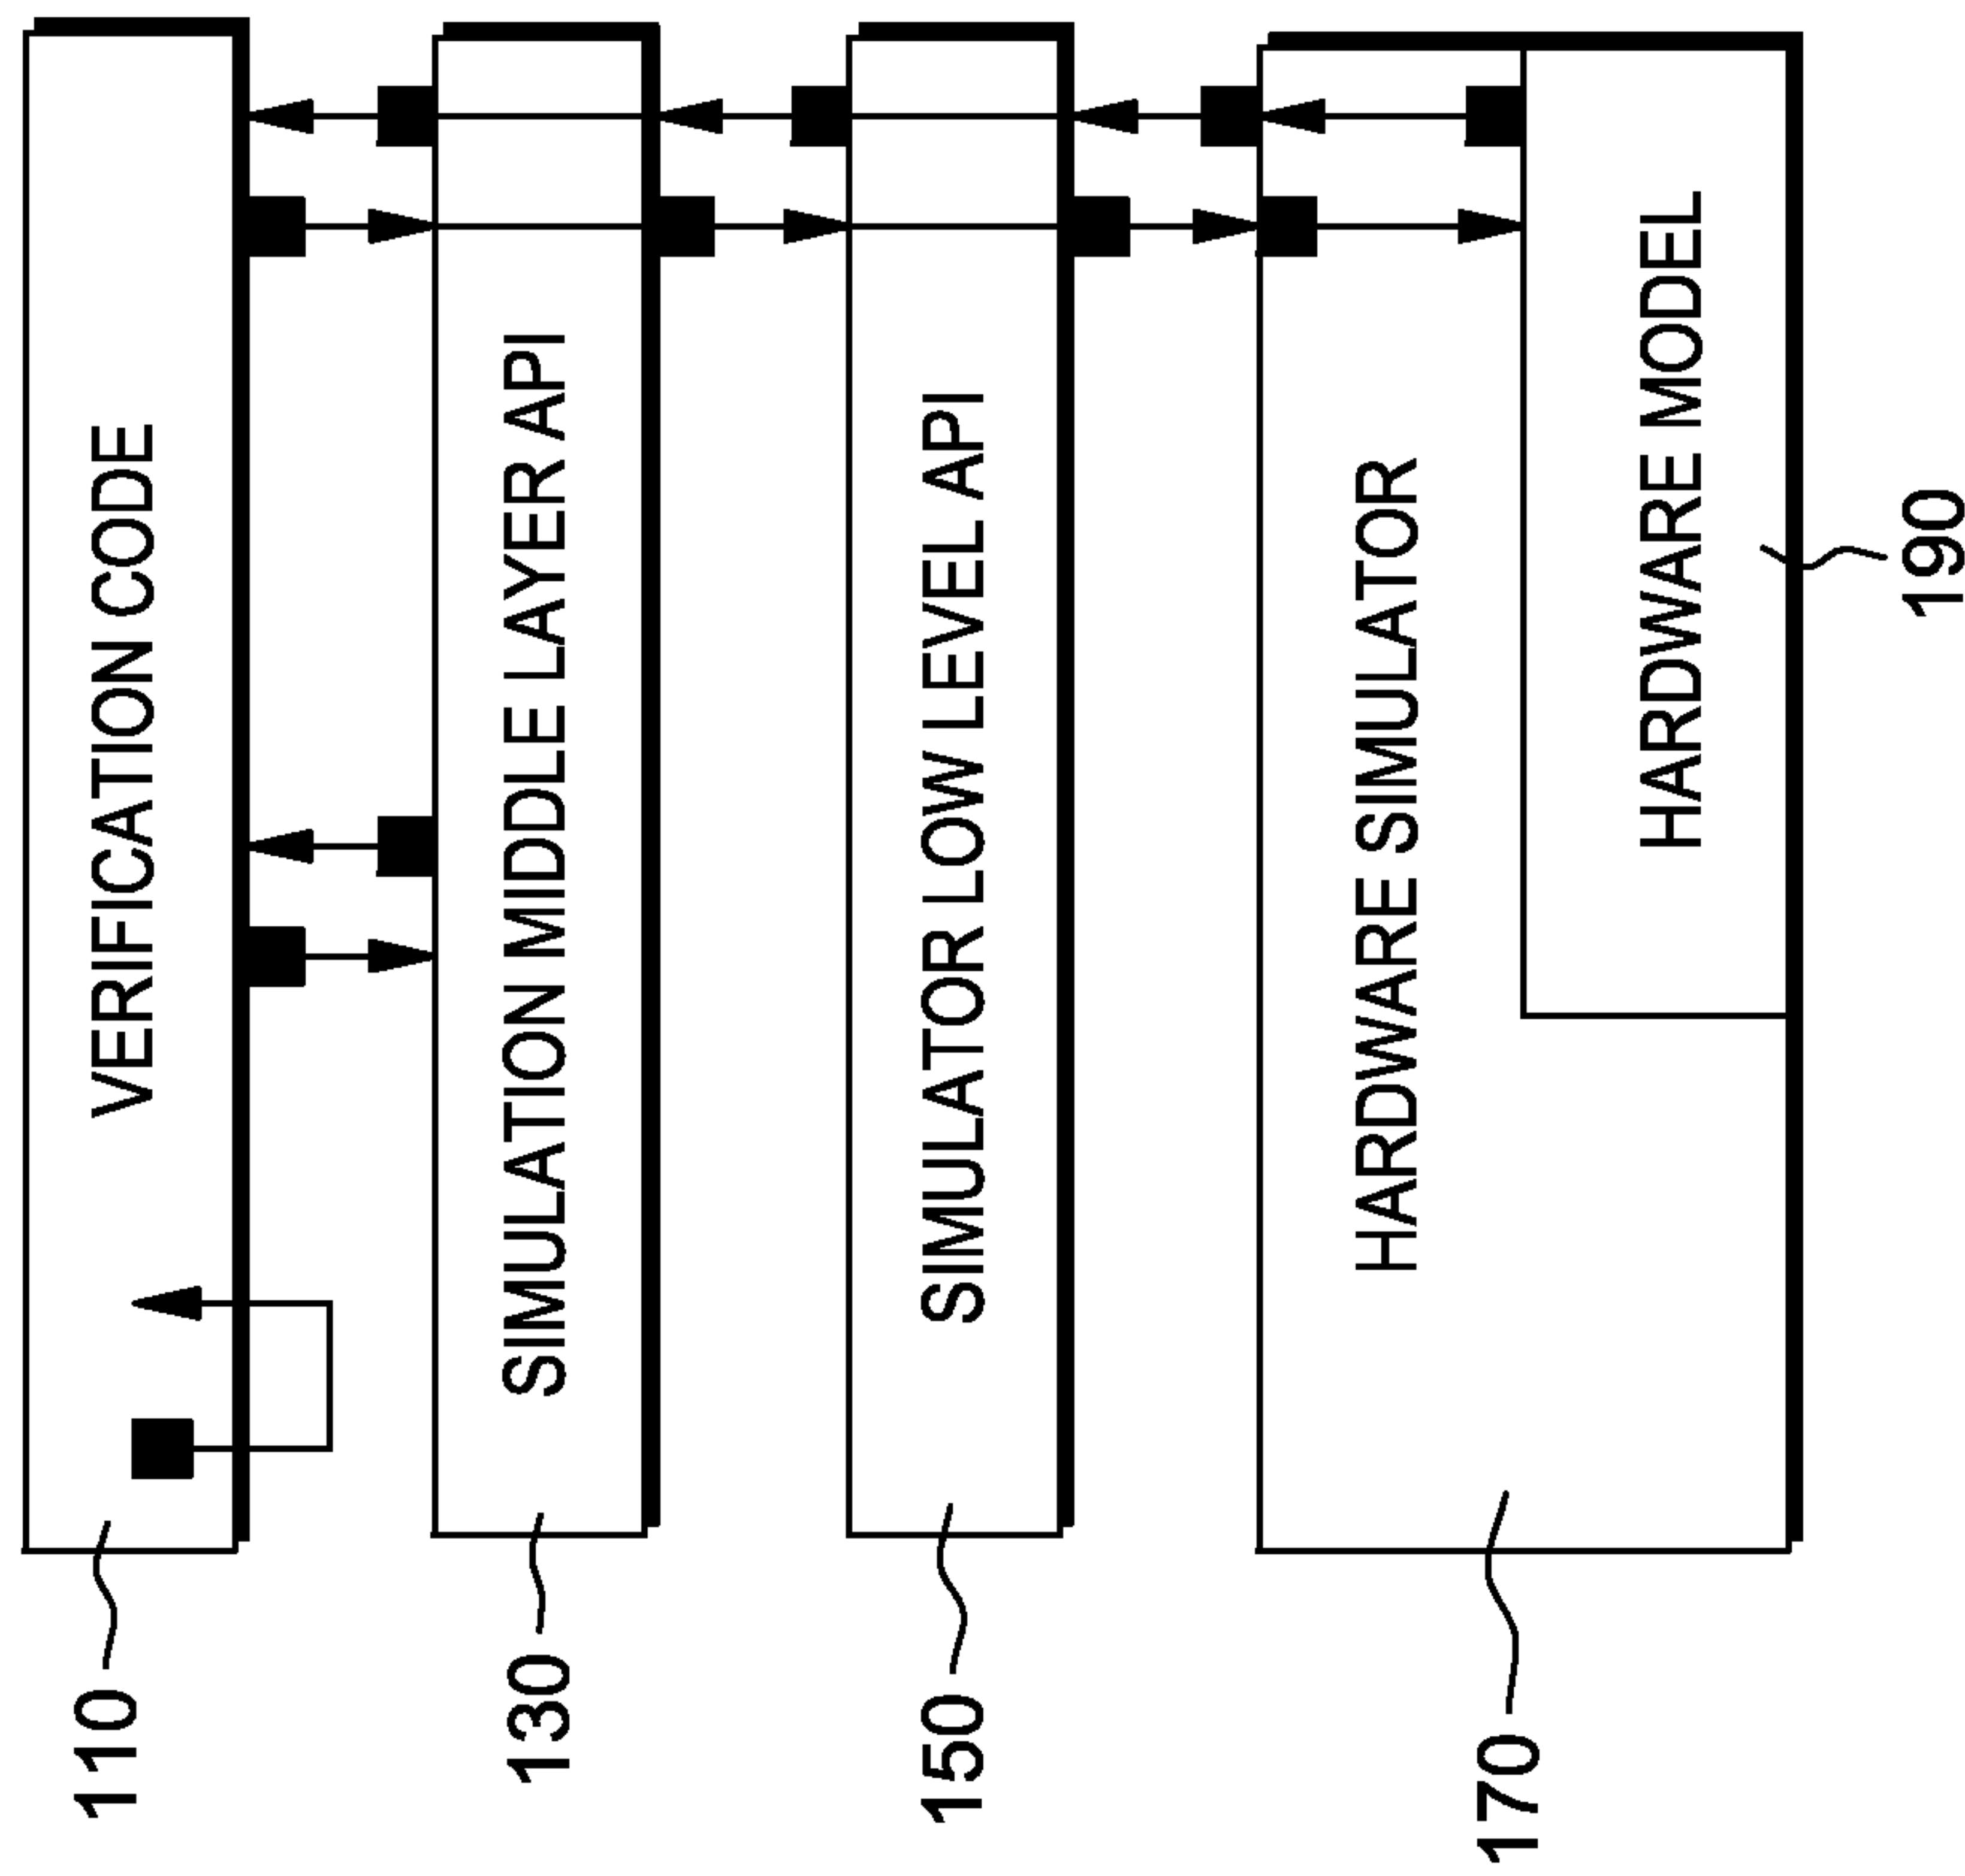 110
VERIFICATION CODE
130
SIMULATION MIDDLE LAYER API
150
SIMULATOR LOW LEVEL API
170
HARDWARE SIMULATOR
HARDWARE MODEL
190